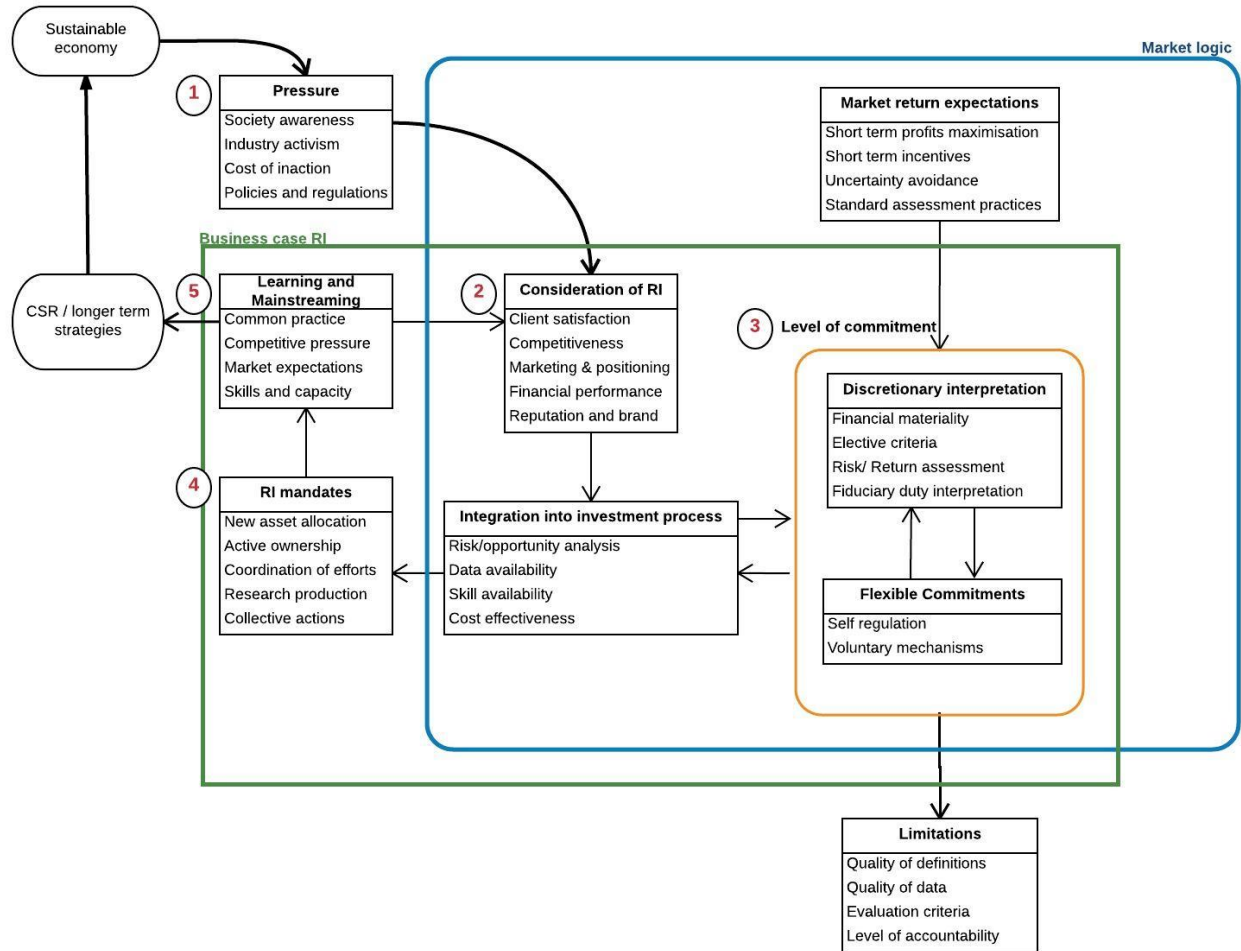 Sustainable
economy
Market logic
1
Pressure
Society awareness
Industry activism
Cost of inaction
Policies and regulations
Market return expectations
Short term profits maximisation
Short term incentives
Uncertainty avoidance
Standard assessment practices
Business case RI
CSR / longer term
strategies
5
Learning and
Mainstreaming
Common practice
Competitive pressure
Market expectations
Skills and capacity
2
Consideration of RI
Client satisfaction
Competitiveness
Marketing & positioning
Financial performance
Reputation and brand
3
Level of commitment
Discretionary interpretation
Financial materiality
Elective criteria
Risk/ Return assessment
Fiduciary duty interpretation
4
RI mandates
New asset allocation
Active ownership
Coordination of efforts
Research production
Collective actions
Integration into investment process
Risk/opportunity analysis
Data availability
Skill availability
Cost effectiveness
Flexible Commitments
Self regulation
Voluntary mechanisms
Limitations
Quality of definitions
Quality of data
Evaluation criteria
Level of accountability